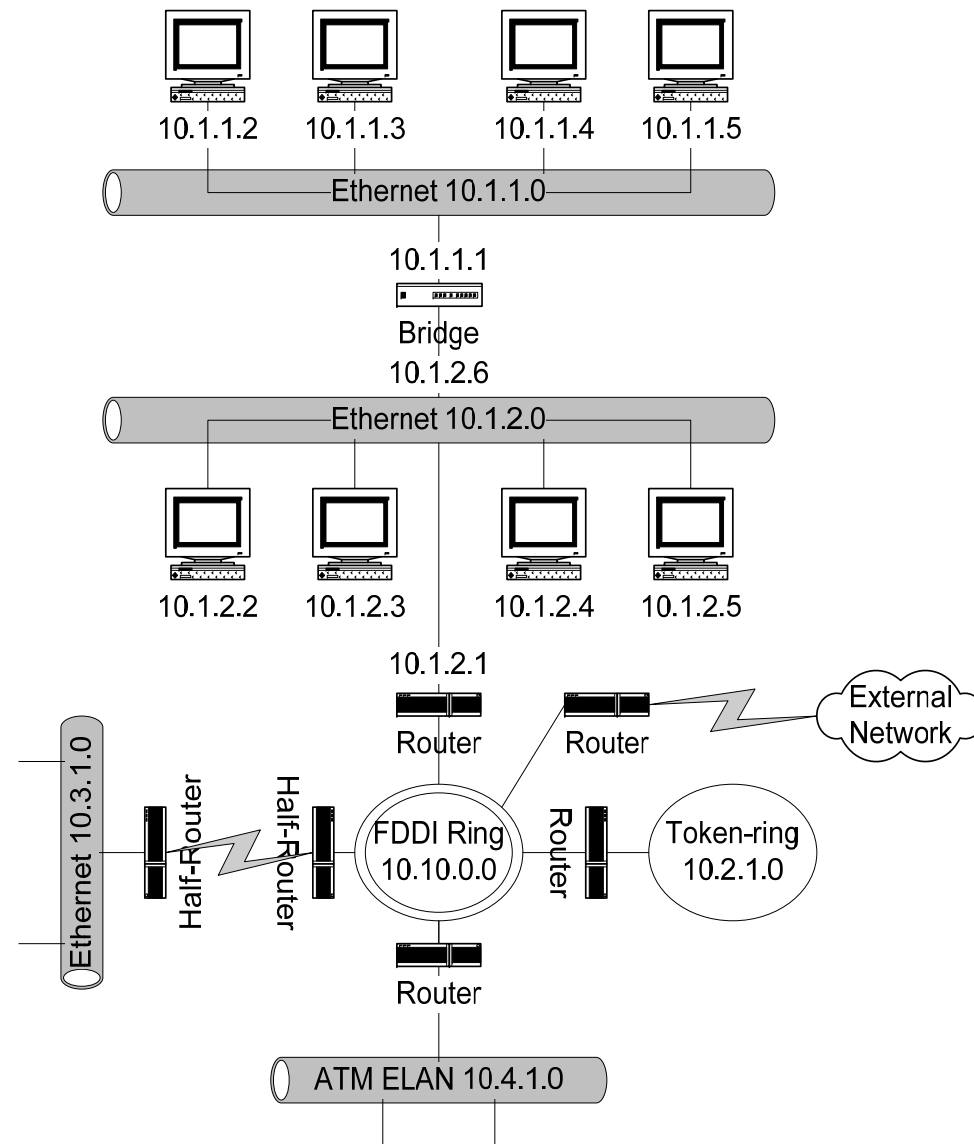 10.1.1.2
10.1.1.3
10.1.1.4
10.1.1.5
Ethernet 10.1.1.0
10.1.1.1
Bridge
10.1.2.6
Ethernet 10.1.2.0
10.1.2.2
10.1.2.3
10.1.2.4
10.1.2.5
10.1.2.1
Router
Router
External
Network
Ethernet 10.3.1.0
Half-Router
Half-Router
FDDI Ring
10.10.0.0
Router
Token-ring
10.2.1.0
Router
ATM ELAN 10.4.1.0